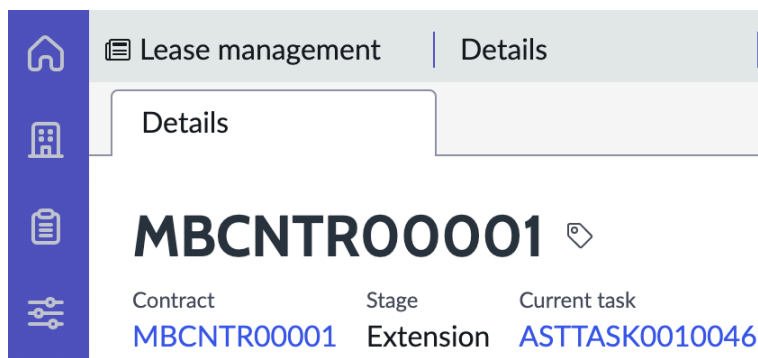 Lease management Details
Details
MBCNTR00001
Contract Stage Current task
MBCNTR00001 Extension ASTTASK0010046